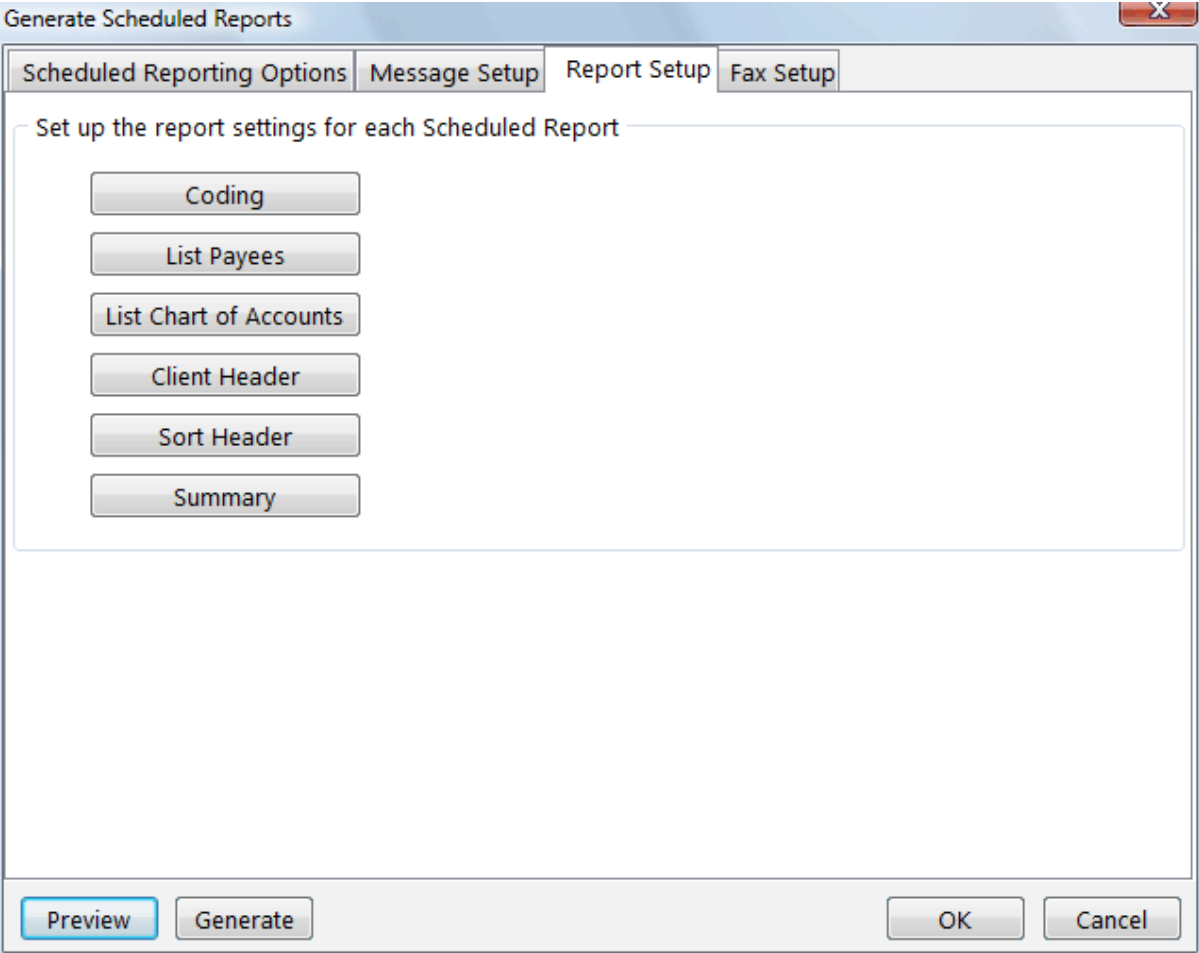 Generate Scheduled Reports
Scheduled Reporting Options Message Setup Report Setup Fax Setup
Set up the report settings for each Scheduled Report
Coding
List Payees
List Chart of Accounts
Client Header
Sort Header
Summary
Preview Generate OK Cancel